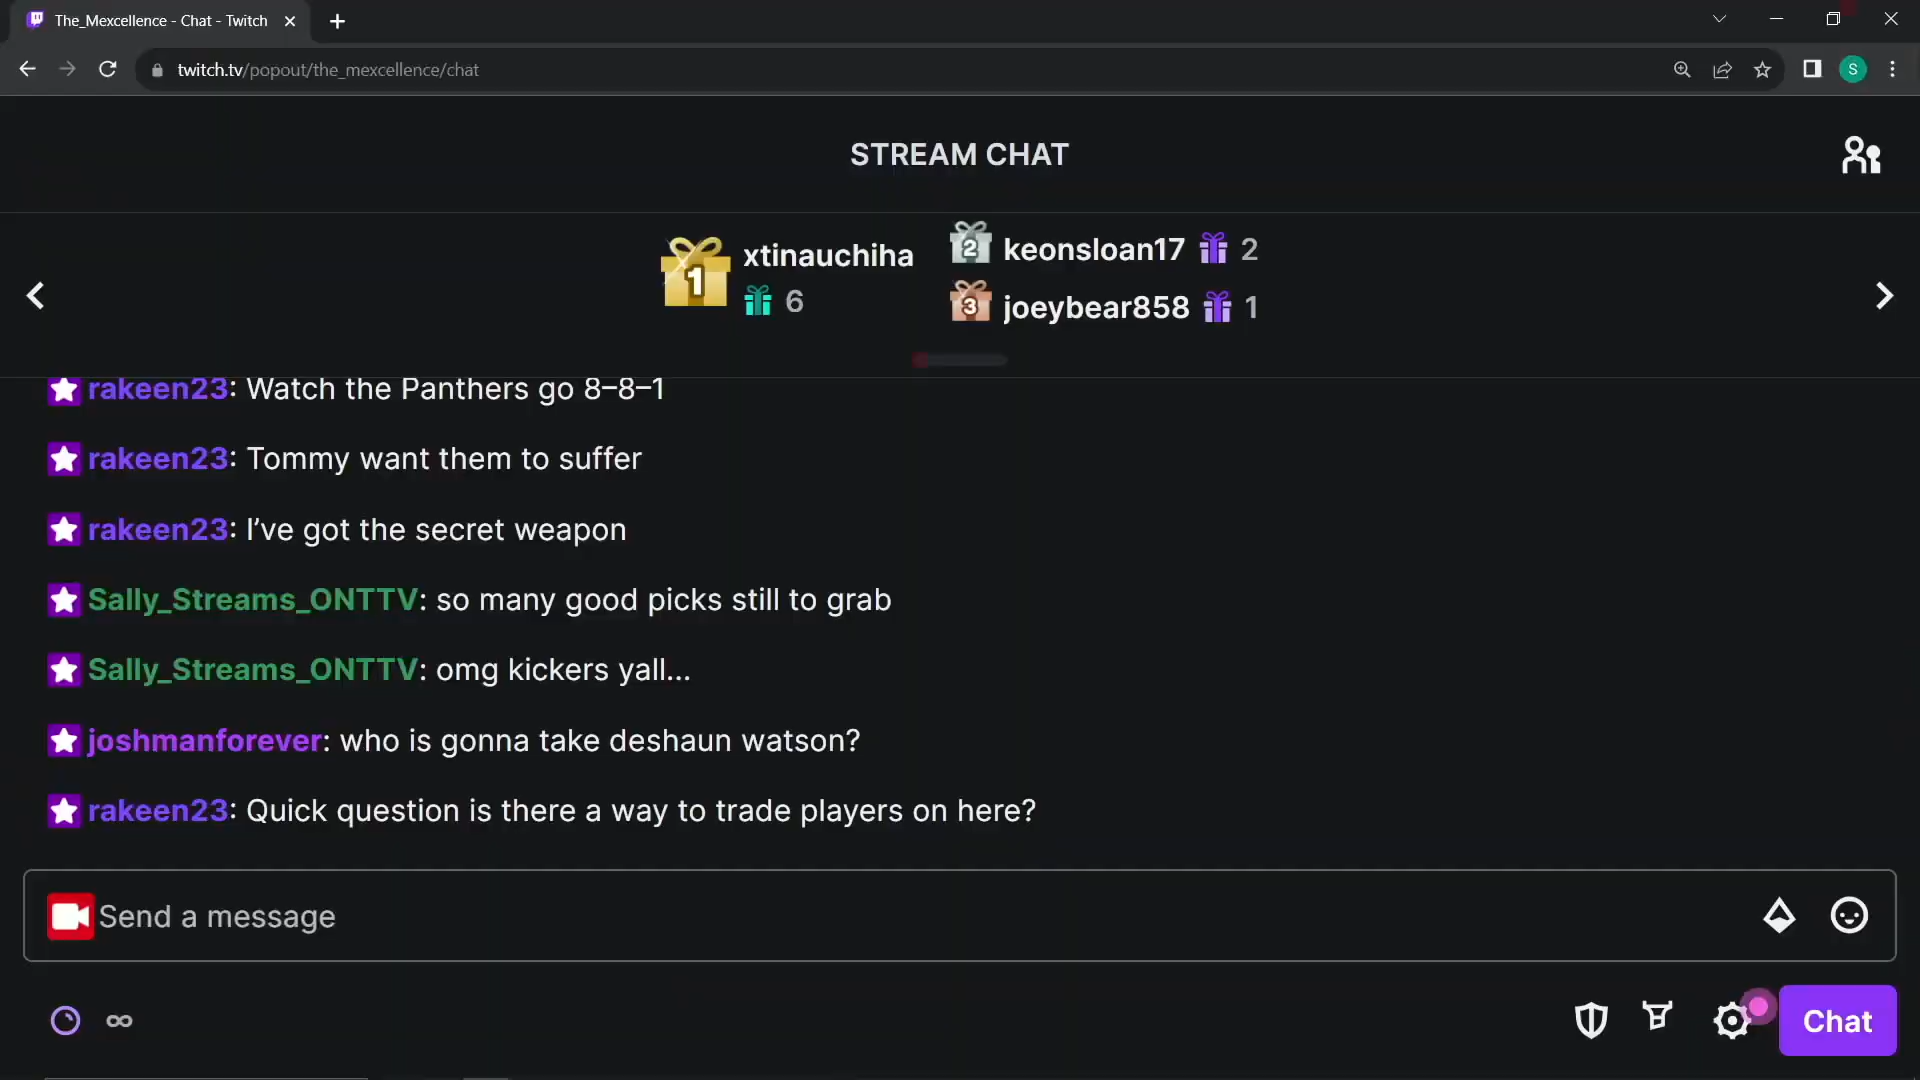 The_Mexcellence - Chat - Twitch
twitch.tv/popout/the_mexcellence/chat
S
STREAM CHAT
1 xtinauchiha 6
2 keonsloan17 2
3 joeybear858 1
rakeen23: Watch the Panthers go 8–8–1
rakeen23: Tommy want them to suffer
rakeen23: I’ve got the secret weapon
Sally_Streams_ONTTV: so many good picks still to grab
Sally_Streams_ONTTV: omg kickers yall...
joshmanforever: who is gonna take deshaun watson?
rakeen23: Quick question is there a way to trade players on here?
Send a message
Chat